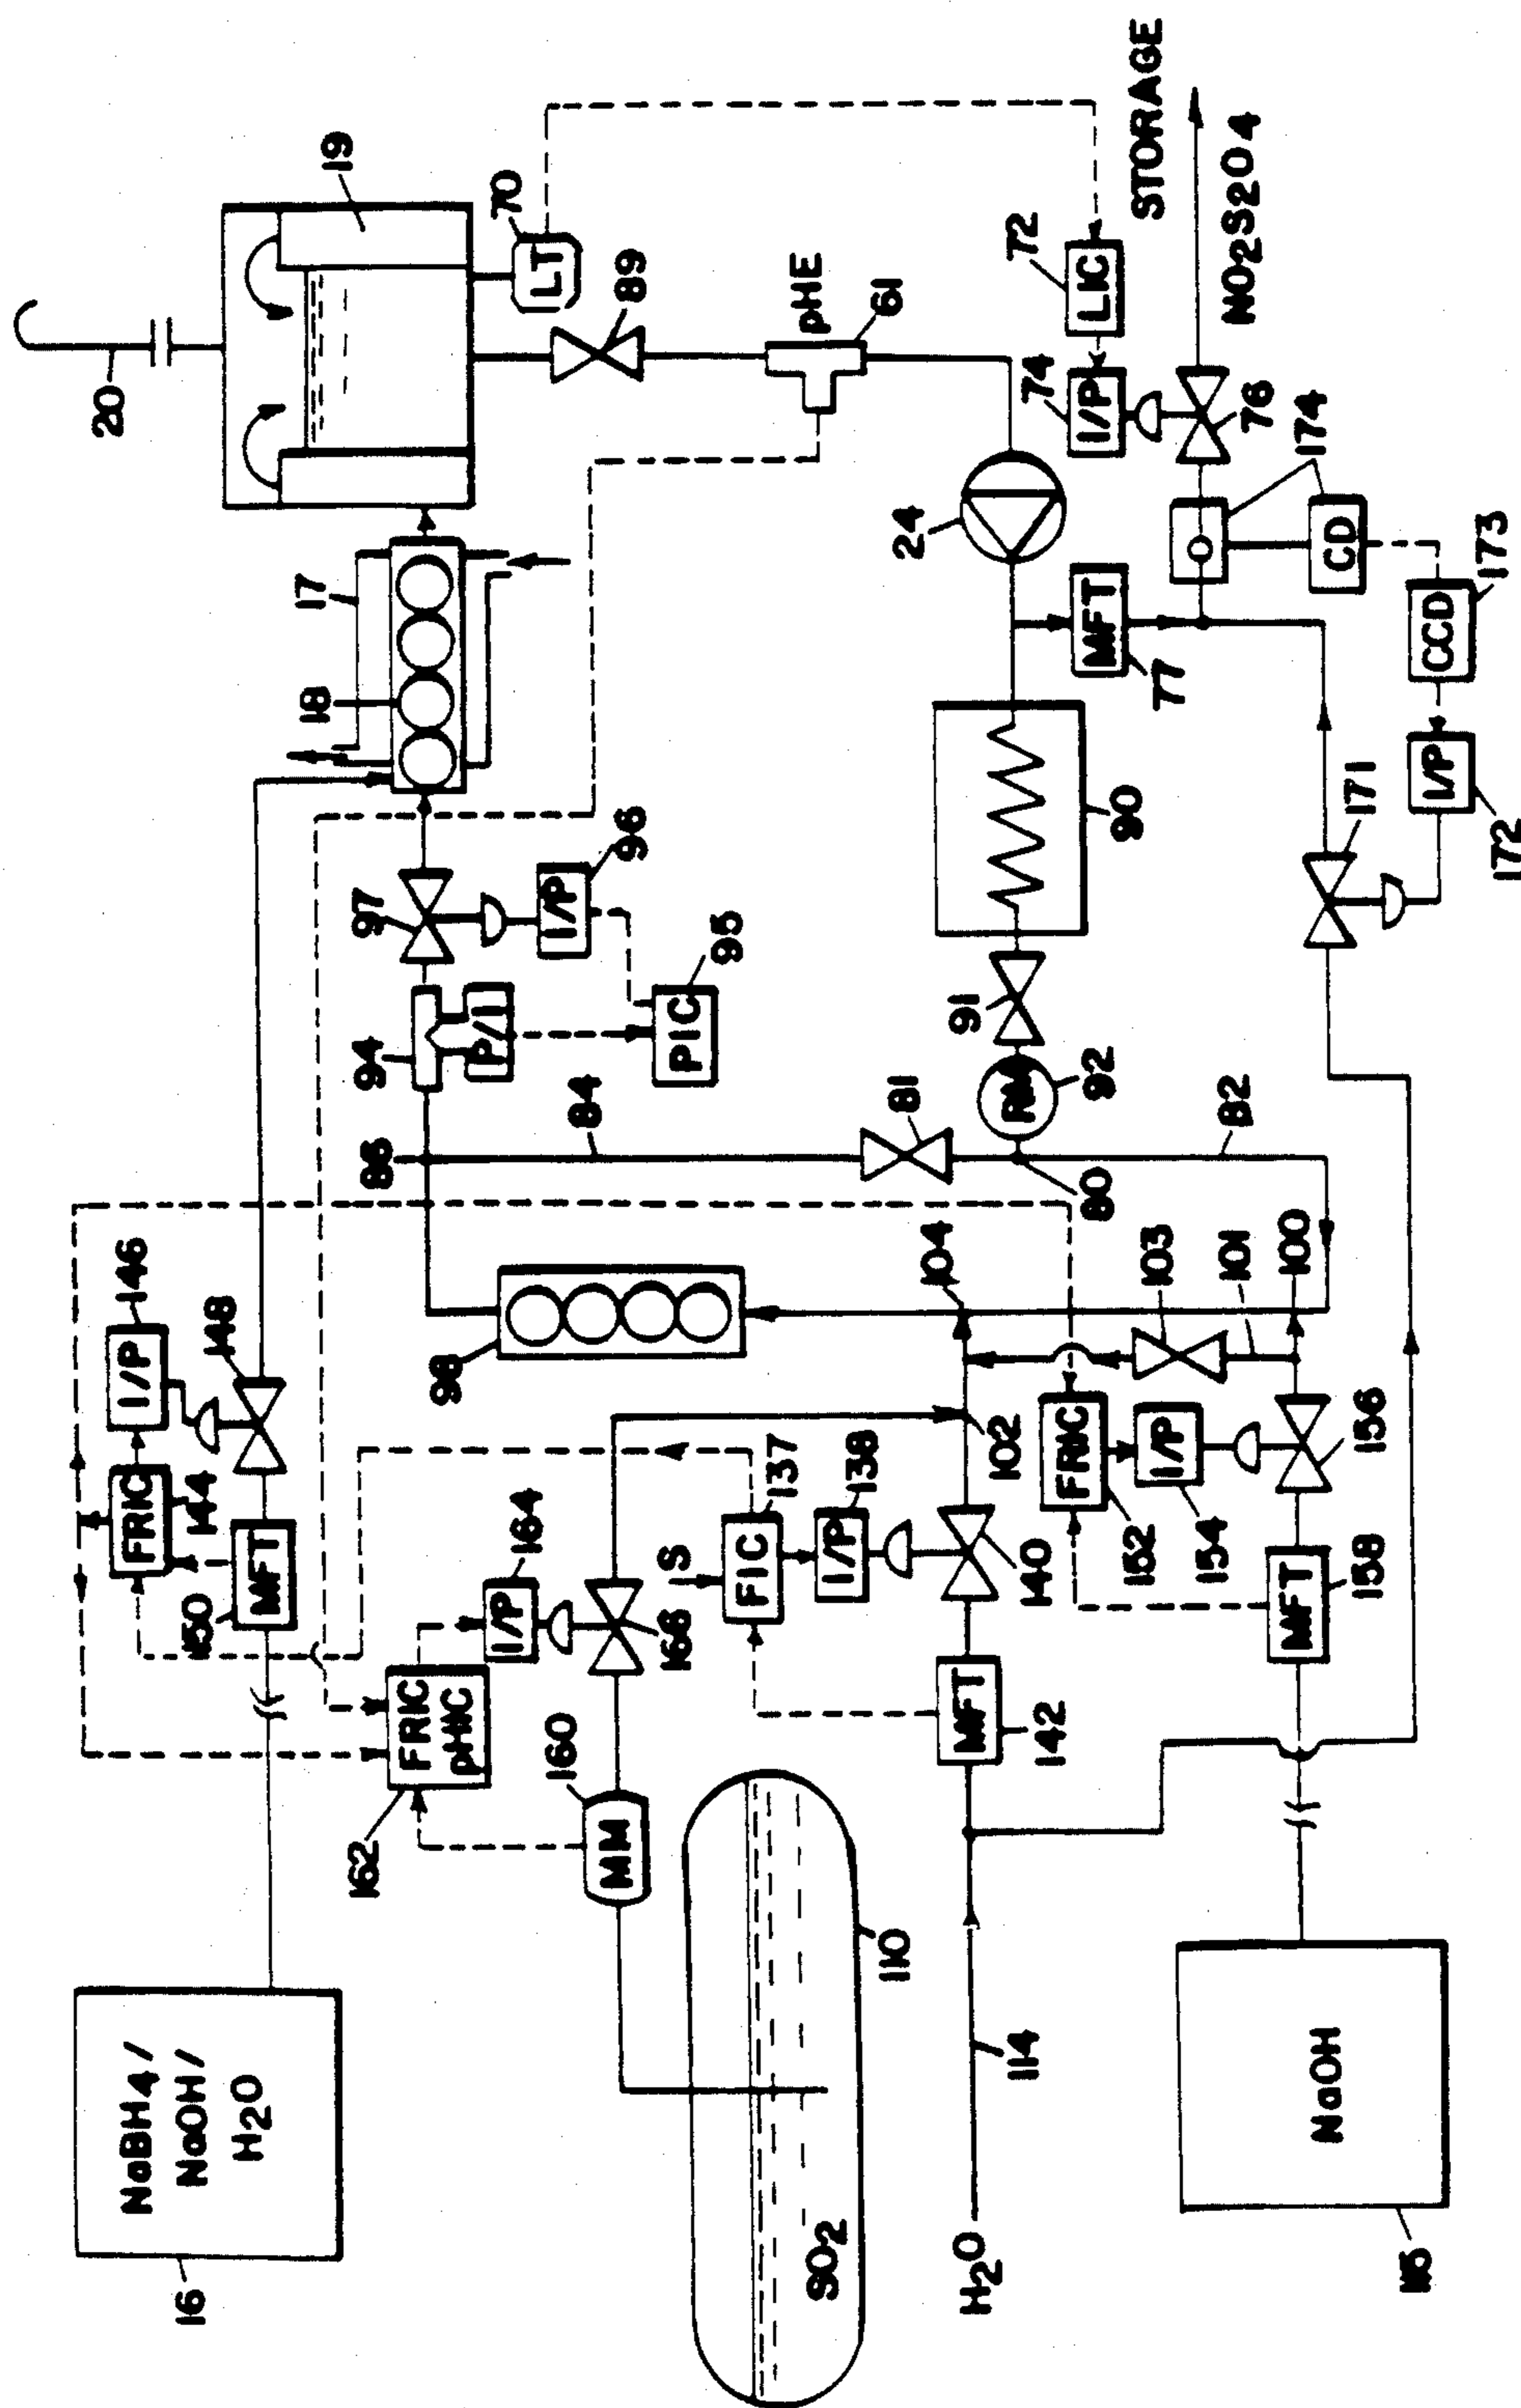 NaBH4/
NaOH/
H2O
16
150
MFT
FRIC
144
I/P
146
148
FRIC
pHIC
162
I/P
164
168
MM
160
SO2
110
S
FIC
137
I/P
138
140
MFT
142
H2O
114
NaOH
115
MFT
158
FRIC
152
I/P
154
156
102
104
103
101
100
98
86
84
81
80
82
94
P/I
PIC
95
I/P
96
97
18
17
19
20
LT
70
89
pHE
61
24
90
91
RM
92
MFT
77
LIC
72
I/P
74
76
STORAGE
NO2S2O4
174
CD
CCD
173
I/P
172
171